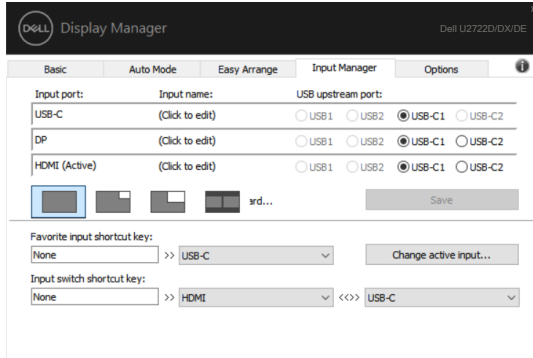 DELL Display Manager Dell U2722D/DX/DE
Basic Auto Mode Easy Arrange Input Manager Options
Input port: Input name: USB upstream port:
USB-C (Click to edit) USB1 USB2 USB-C1 USB-C2
DP (Click to edit) USB1 USB2 USB-C1 USB-C2
HDMI (Active) (Click to edit) USB1 USB2 USB-C1 USB-C2
ard... Save
Favorite input shortcut key:
None >> USB-C Change active input...
Input switch shortcut key:
None >> HDMI <<>> USB-C